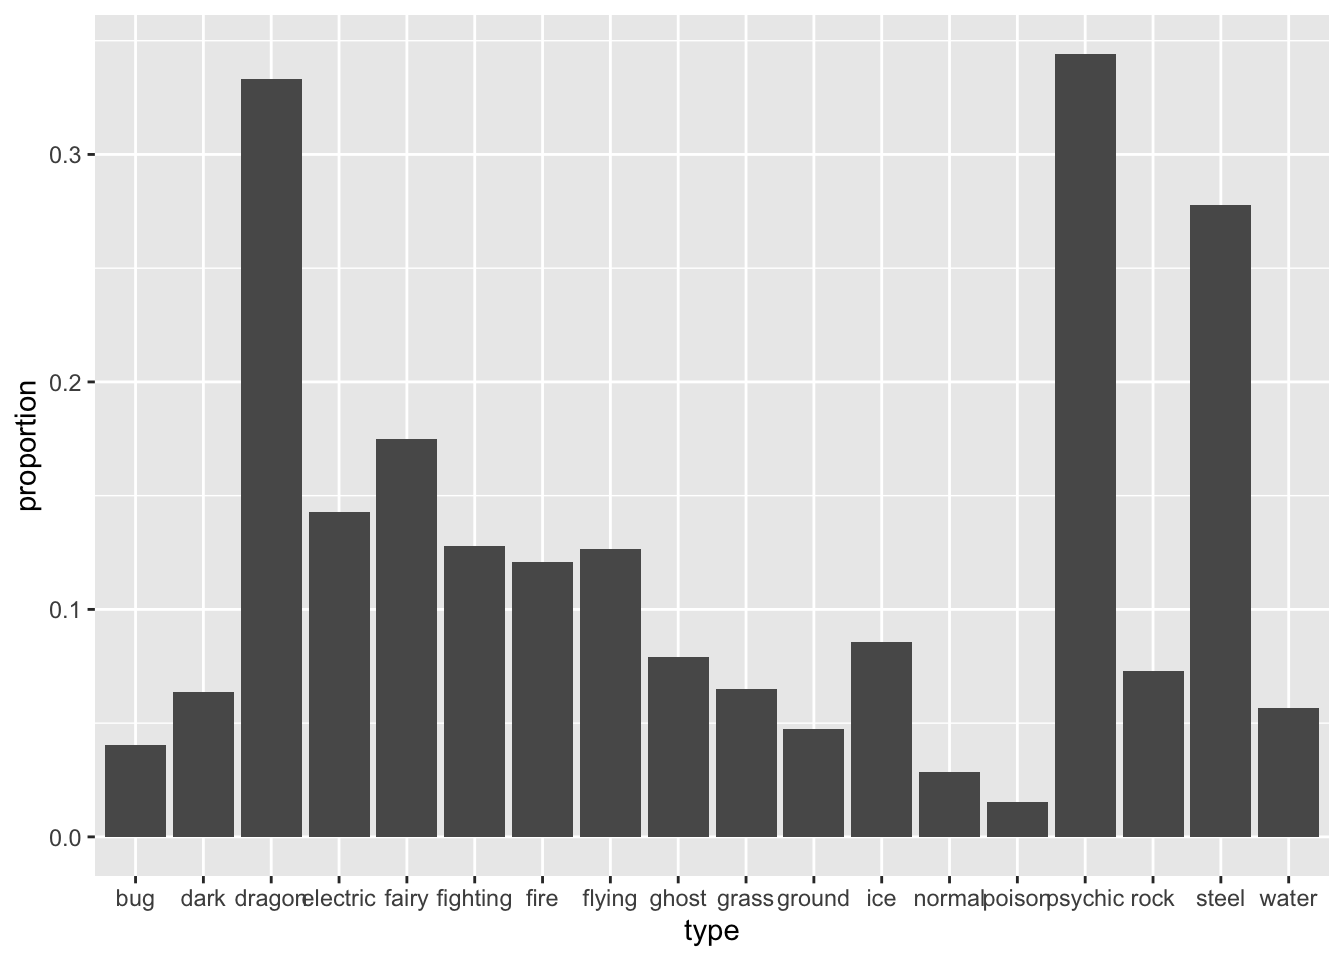 proportion
0.3
0.2
0.1
0.0
bug dark dragon electric fairy fighting fire flying ghost grass ground ice normal poison psychic rock steel water
type